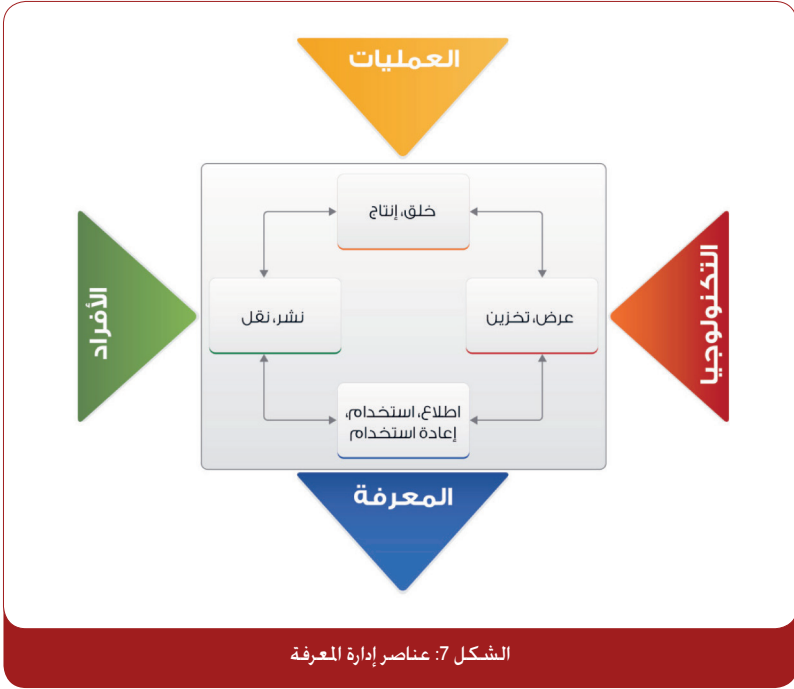 العمليات
خلق، إنتاج
التكنولوجيا
عرض، تخزين
نشر، نقل
الأفراد
اطلاع، استخدام،
إعادة استخدام
المعرفة
الشكل 7: عناصر إدارة المعرفة